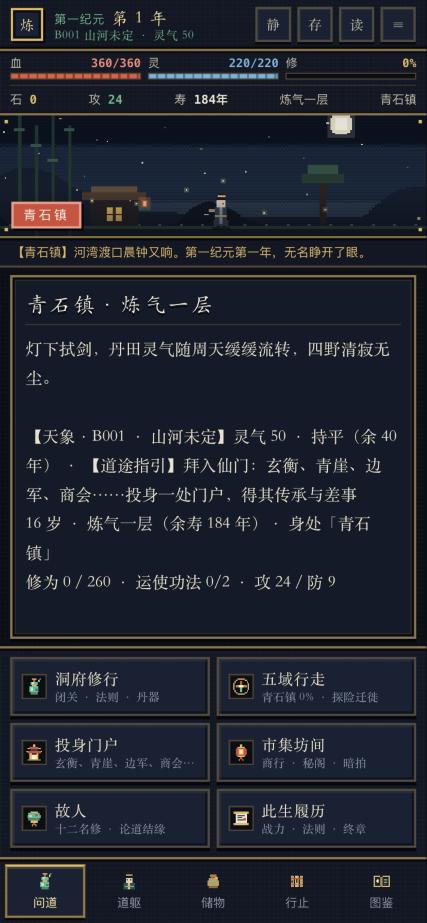 炼 第一纪元 第 1 年 静 存 读 ≡
B001 山河未定 · 灵气 50
血 360/360 灵 220/220 修 0%
石 0 攻 24 寿 184年 炼气一层 青石镇
青石镇
【青石镇】河湾渡口晨钟又响。第一纪元第一年，无名睁开了眼。
青石镇 · 炼气一层
灯下拭剑，丹田灵气随周天缓缓流转，四野清寂无
尘。
【天象 · B001 · 山河未定】灵气 50 · 持平（余 40
年） · 【道途指引】拜入仙门：玄衡、青崖、边
军、商会……投身一处门户，得其传承与差事
16 岁 · 炼气一层（余寿 184 年） · 身处「青石
镇」
修为 0 / 260 · 运使功法 0/2 · 攻 24 / 防 9
洞府修行
闭关 · 法则 · 丹器
五域行走
青石镇 0% · 探险迁徙
投身门户
玄衡、青崖、边军、商会…
市集坊间
商行 · 秘阁 · 暗拍
故人
十二名修 · 论道结缘
此生履历
战力 · 法则 · 终章
问道 道躯 储物 行止 图鉴